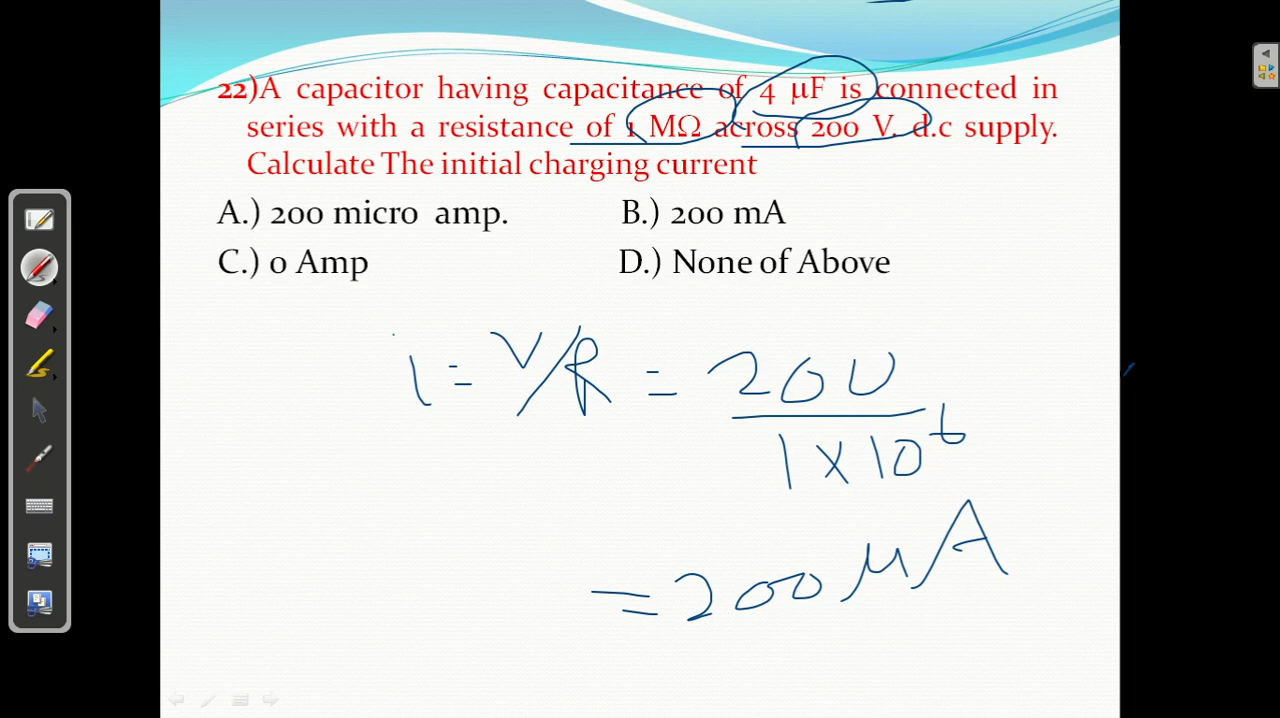 22)A capacitor having capacitance of 4 µF is connected in
series with a resistance of 1 MΩ across 200 V. d.c supply.
Calculate The initial charging current
A.) 200 micro amp. B.) 200 mA
C.) 0 Amp D.) None of Above
i = V/R = 200 / 1 x 10^6
= 200 µA